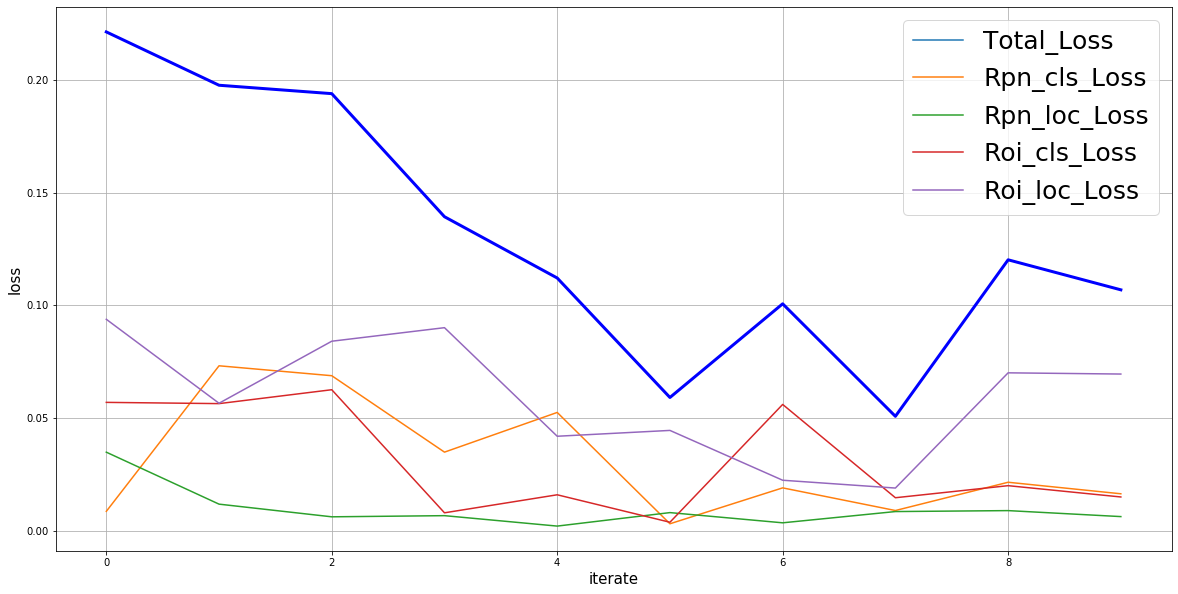 Total_Loss
Rpn_cls_Loss
Rpn_loc_Loss
Roi_cls_Loss
Roi_loc_Loss
0.20
0.15
0.10
0.05
0.00
loss
0 2 4 6 8
iterate